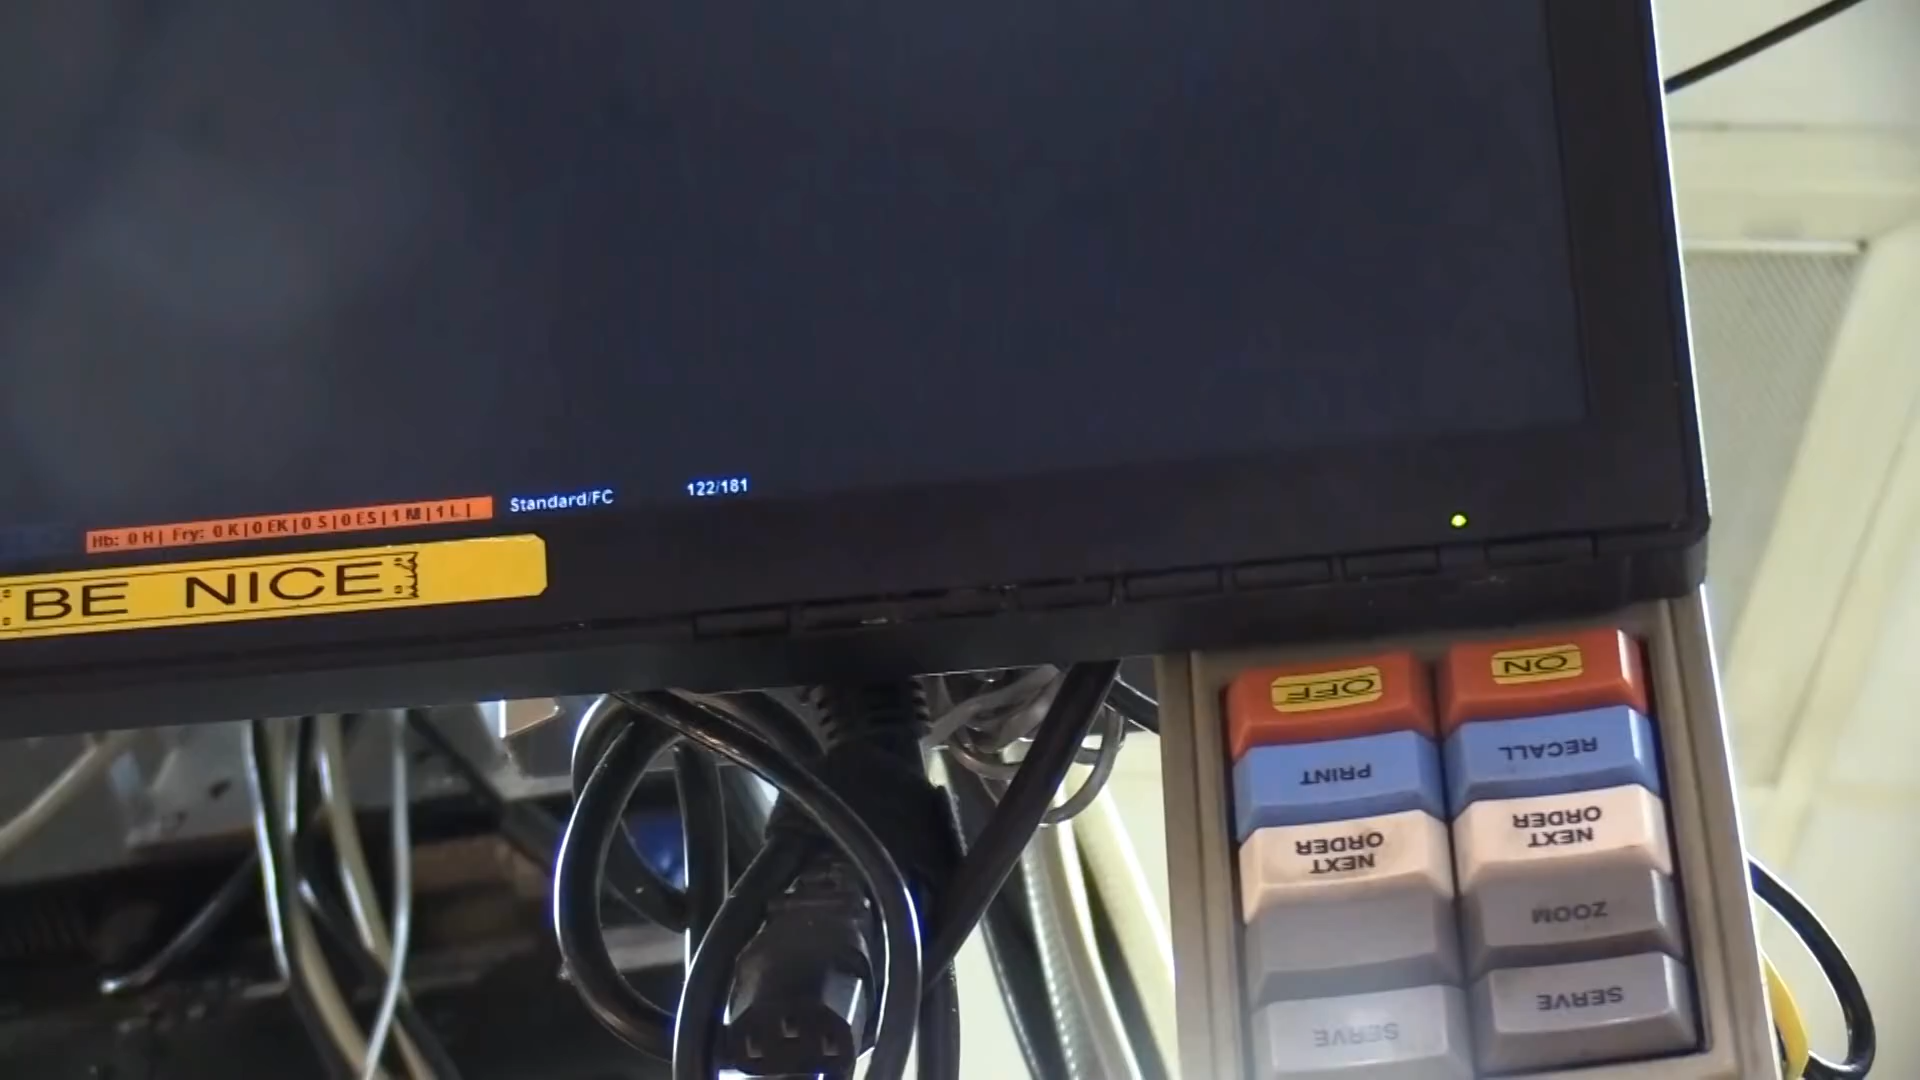 Hb: 0 H | Fry: 0 K | 0 EK | 0 S | 0 ES | 1 M | 1 L |
Standard/FC
122/181
BE NICE
OFF
ON
PRINT
RECALL
NEXT
ORDER
NEXT
ORDER
ZOOM
SERVE
SERVE